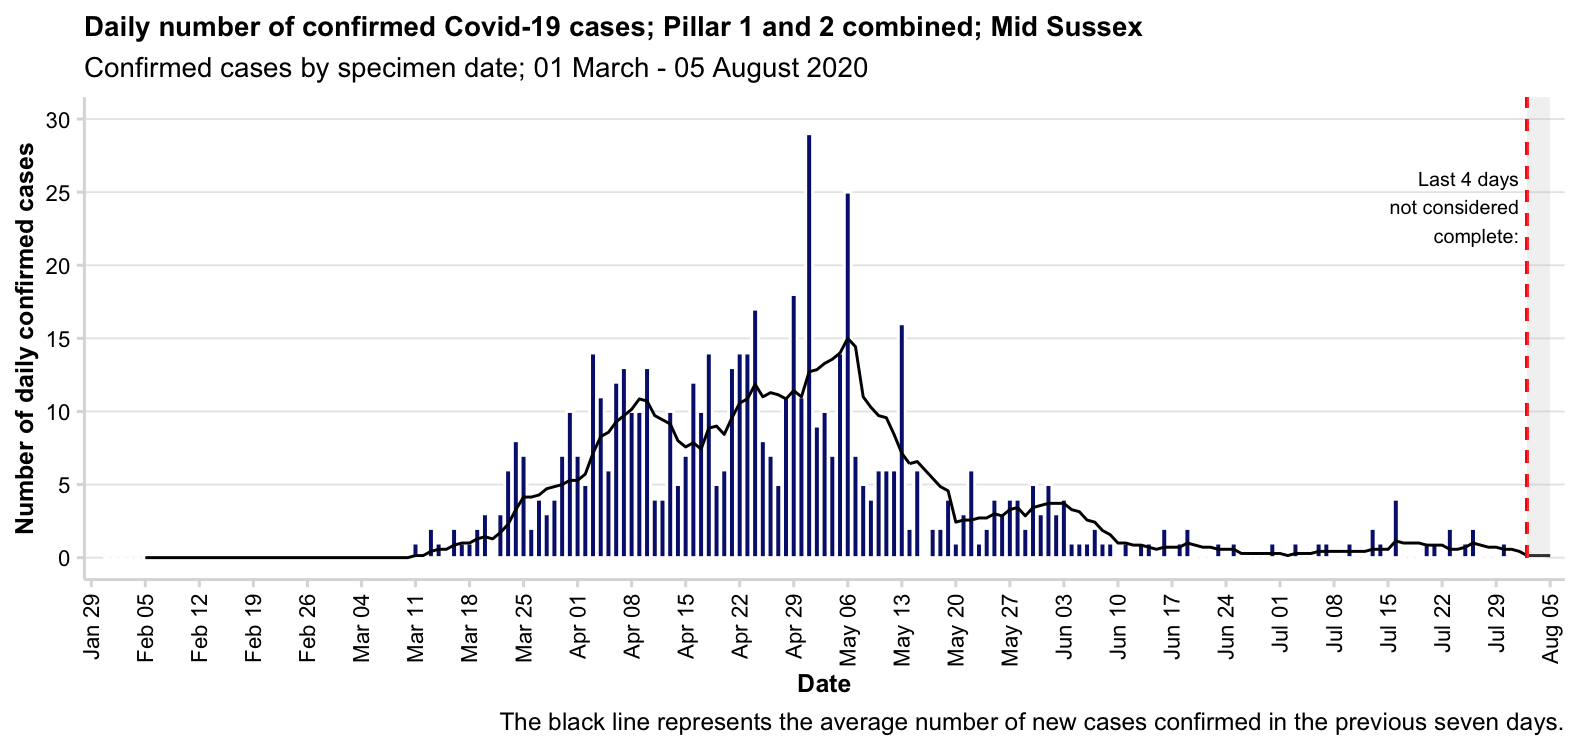 Daily number of confirmed Covid-19 cases; Pillar 1 and 2 combined; Mid Sussex
Confirmed cases by specimen date; 01 March - 05 August 2020
Number of daily confirmed cases
30
25
20
15
10
5
0
Last 4 days
not considered
complete:
Jan 29
Feb 05
Feb 12
Feb 19
Feb 26
Mar 04
Mar 11
Mar 18
Mar 25
Apr 01
Apr 08
Apr 15
Apr 22
Apr 29
May 06
May 13
May 20
May 27
Jun 03
Jun 10
Jun 17
Jun 24
Jul 01
Jul 08
Jul 15
Jul 22
Jul 29
Aug 05
Date
The black line represents the average number of new cases confirmed in the previous seven days.